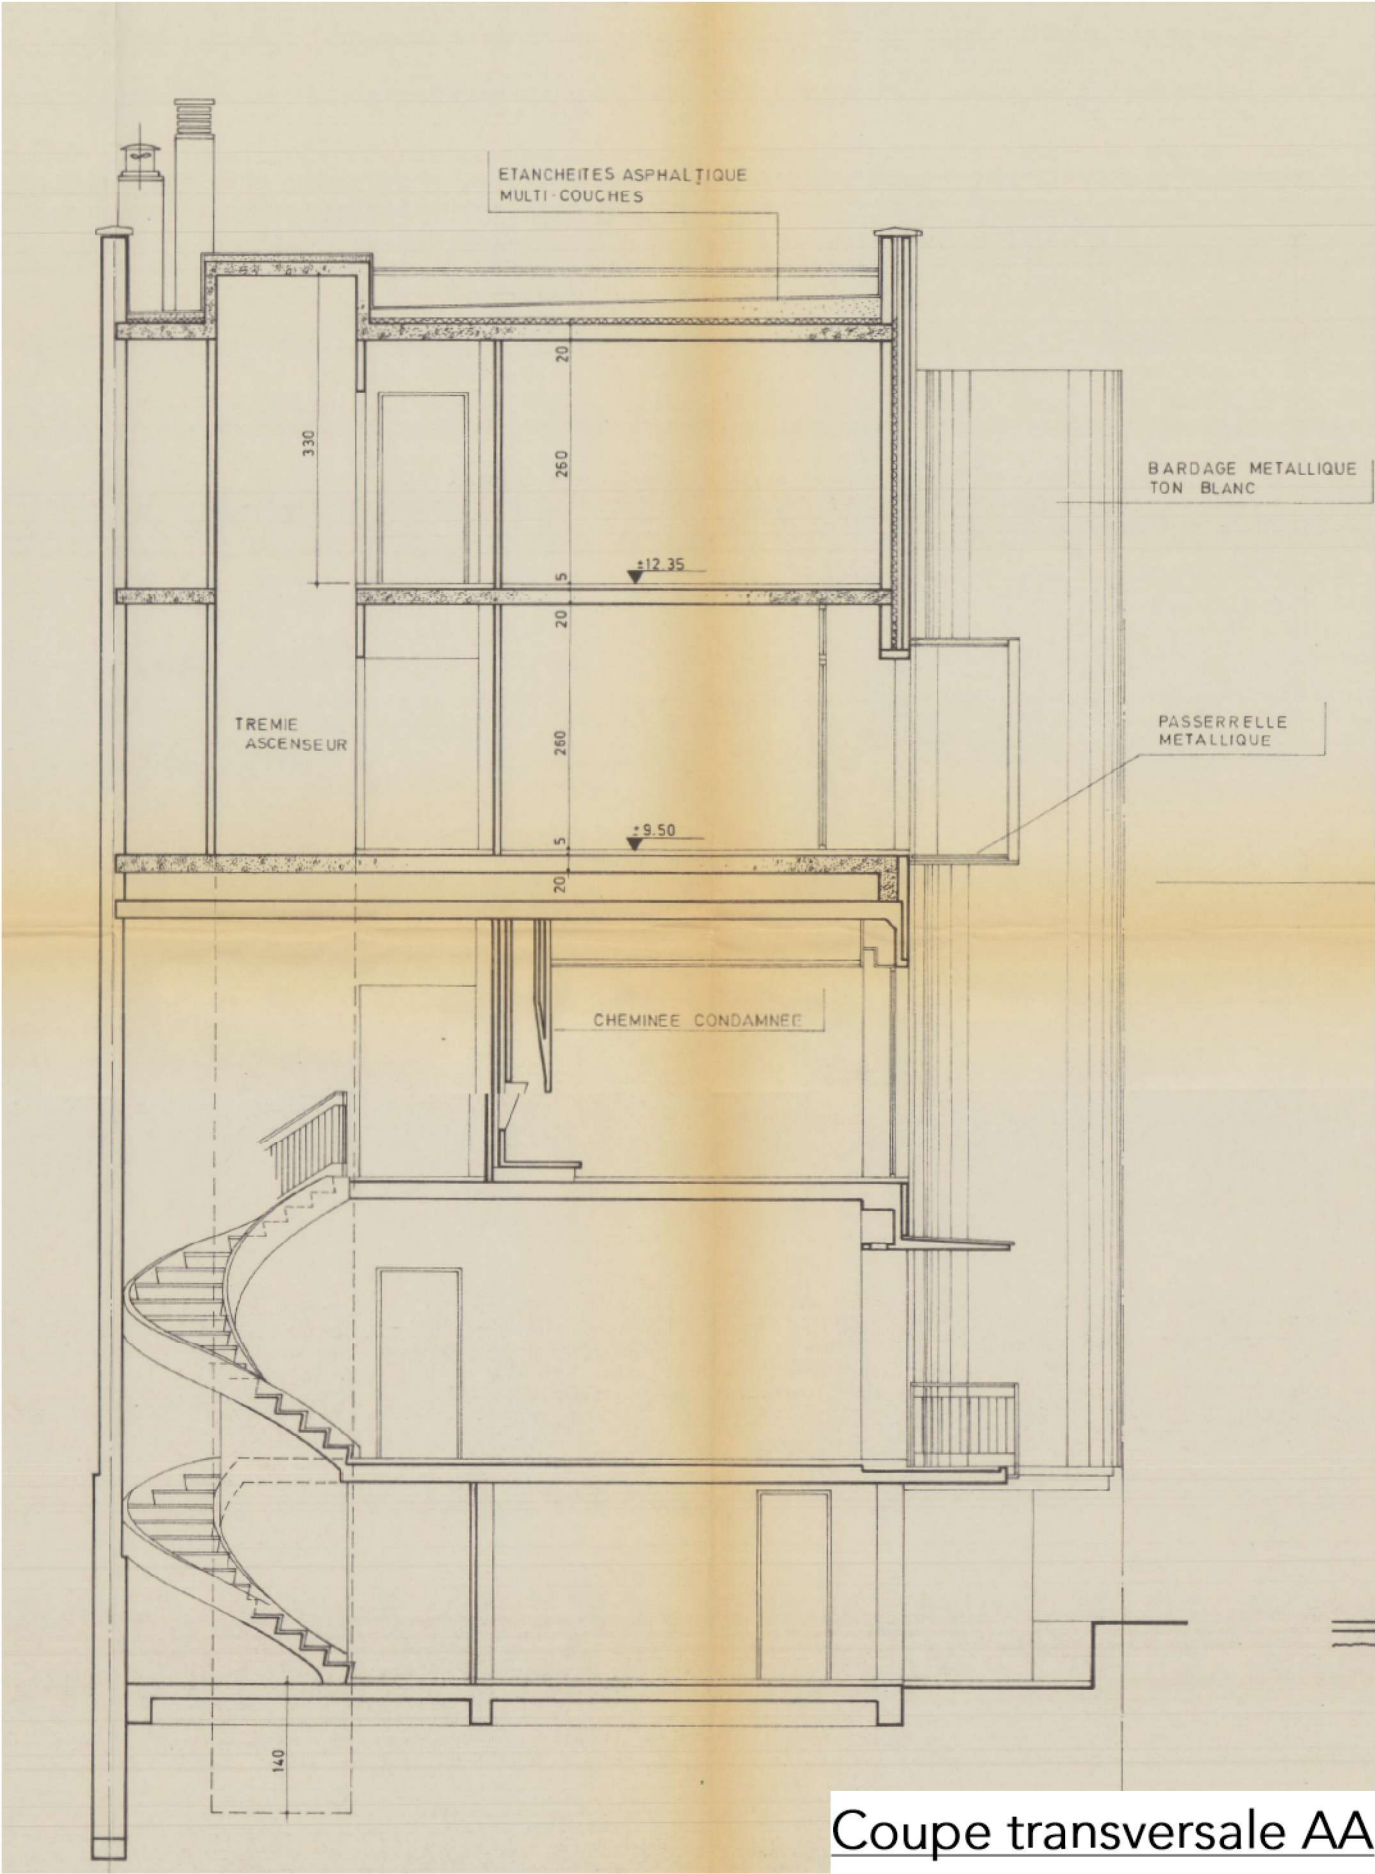 ETANCHEITES ASPHALTIQUE
MULTI-COUCHES
20
330
260
BARDAGE METALLIQUE
TON BLANC
±12.35
5
20
TREMIE
ASCENSEUR
260
PASSERRELLE
METALLIQUE
±9.50
5
20
CHEMINEE CONDAMNEE
140
Coupe transversale AA